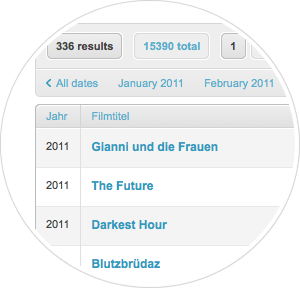 336 results 15390 total 1
All dates January 2011 February 2011
Jahr Filmtitel
2011 Gianni und die Frauen
2011 The Future
2011 Darkest Hour
Blutzbrüdaz